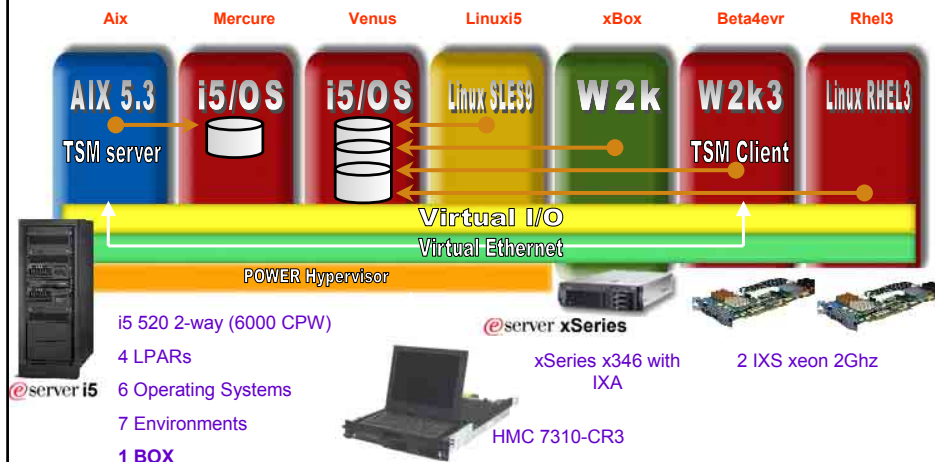 Aix Mercure Venus Linuxi5 xBox Beta4evr Rhel3
AIX 5.3 i5/OS i5/OS Linux SLES9 W2k W2k3 Linux RHEL3
TSM server TSM Client
Virtual I/O
Virtual Ethernet
POWER Hypervisor
@server i5
i5 520 2-way (6000 CPW)
4 LPARs
6 Operating Systems
7 Environments
1 BOX
HMC 7310-CR3
@server xSeries
xSeries x346 with
IXA
2 IXS xeon 2Ghz